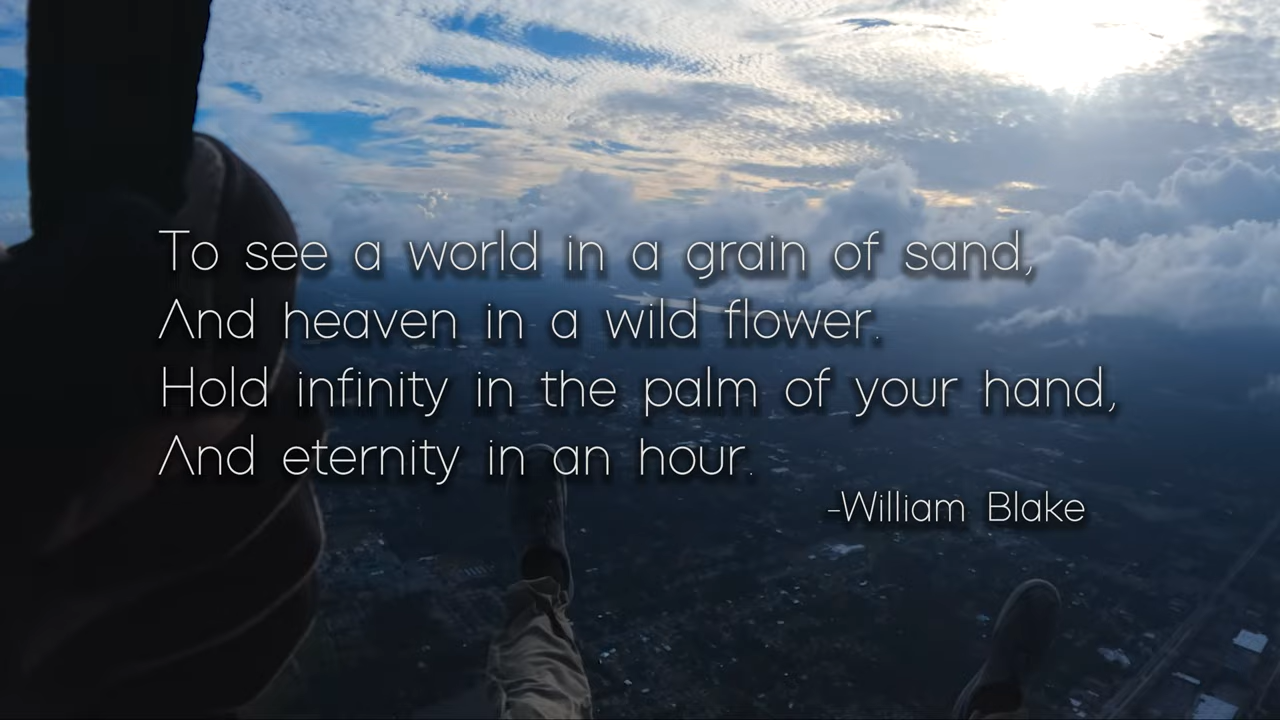 To see a world in a grain of sand,
And heaven in a wild flower.
Hold infinity in the palm of your hand,
And eternity in an hour.
-William Blake